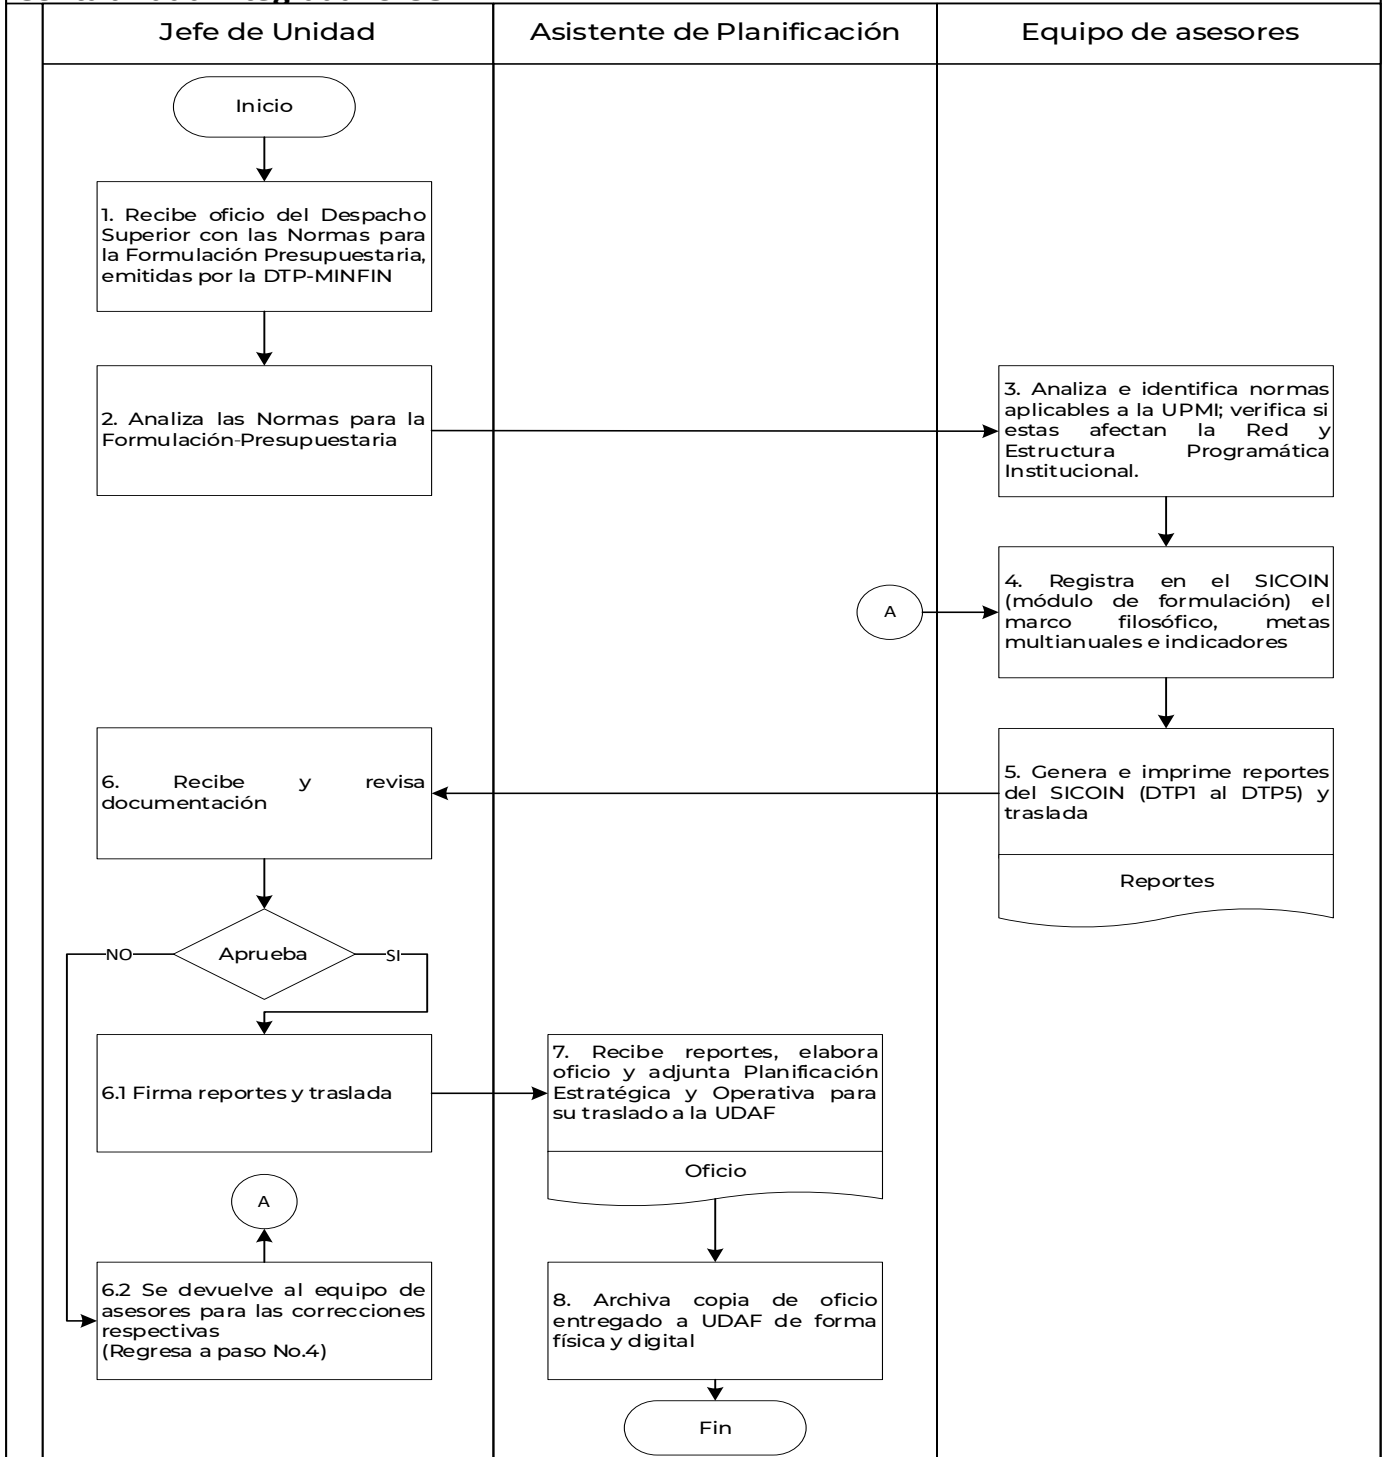 Jefe de Unidad
Asistente de Planificación
Equipo de asesores
Inicio
1. Recibe oficio del Despacho
Superior con las Normas para
la Formulación Presupuestaria,
emitidas por la DTP-MINFIN
2. Analiza las Normas para la
Formulación-Presupuestaria
3. Analiza e identifica normas
aplicables a la UPMI; verifica si
estas afectan la Red y
Estructura Programática
Institucional.
A
4. Registra en el SICOIN
(módulo de formulación) el
marco filosófico, metas
multianuales e indicadores
5. Genera e imprime reportes
del SICOIN (DTP1 al DTP5) y
traslada
Reportes
6. Recibe y revisa
documentación
Aprueba
NO
SI
6.1 Firma reportes y traslada
7. Recibe reportes, elabora
oficio y adjunta Planificación
Estratégica y Operativa para
su traslado a la UDAF
Oficio
A
6.2 Se devuelve al equipo de
asesores para las correcciones
respectivas
(Regresa a paso No.4)
8. Archiva copia de oficio
entregado a UDAF de forma
física y digital
Fin